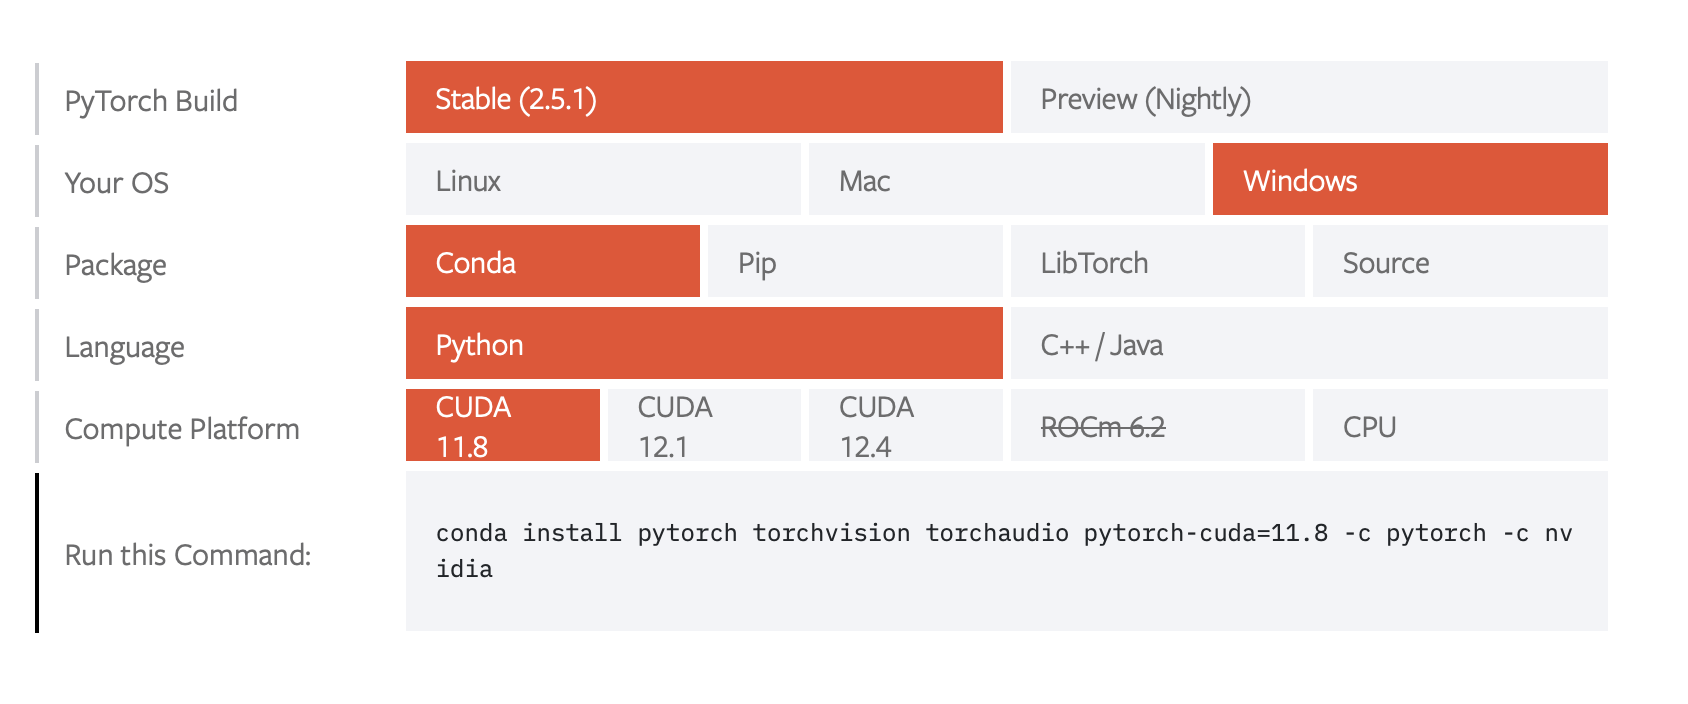 PyTorch Build
Stable (2.5.1)
Preview (Nightly)
Your OS
Linux
Mac
Windows
Package
Conda
Pip
LibTorch
Source
Language
Python
C++ / Java
Compute Platform
CUDA
11.8
CUDA
12.1
CUDA
12.4
ROCm 6.2
CPU
Run this Command:
conda install pytorch torchvision torchaudio pytorch-cuda=11.8 -c pytorch -c nv
idia